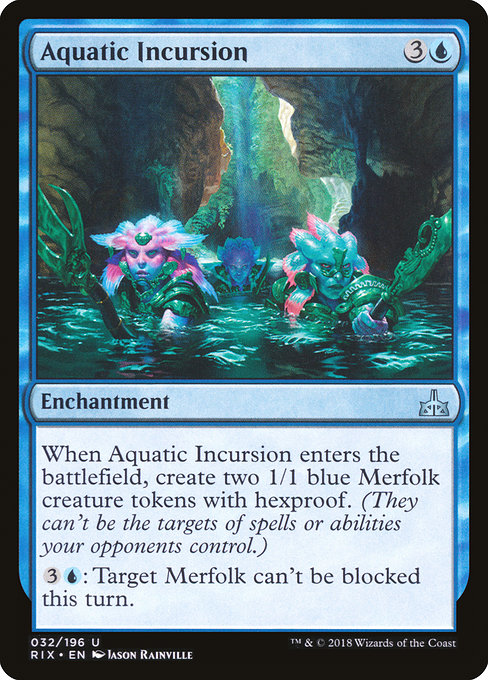 Aquatic Incursion 3
Enchantment
When Aquatic Incursion enters the
battlefield, create two 1/1 blue Merfolk
creature tokens with hexproof. (They
can't be the targets of spells or abilities
your opponents control.)
3: Target Merfolk can't be blocked
this turn.
032/196 U ™ & © 2018 Wizards of the Coast
RIX • EN Jason Rainville